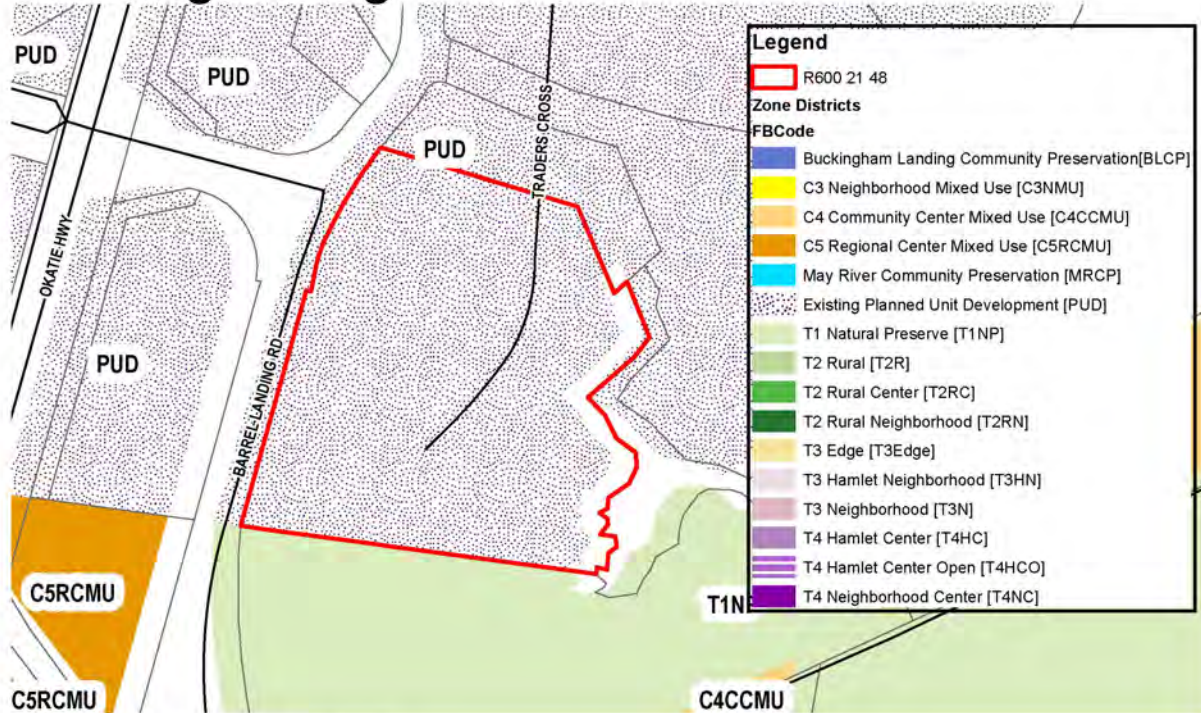 PUD
PUD
PUD
TRADERS CROSS
OKATIE HWY
PUD
BARREL LANDING RD
C5RCMU
C5RCMU
C4CCMU
Legend
R600 21 48
Zone Districts
FBCode
Buckingham Landing Community Preservation[BLCP]
C3 Neighborhood Mixed Use [C3NMU]
C4 Community Center Mixed Use [C4CCMU]
C5 Regional Center Mixed Use [C5RCMU]
May River Community Preservation [MRCP]
Existing Planned Unit Development [PUD]
T1 Natural Preserve [T1NP]
T2 Rural [T2R]
T2 Rural Center [T2RC]
T2 Rural Neighborhood [T2RN]
T3 Edge [T3Edge]
T3 Hamlet Neighborhood [T3HN]
T3 Neighborhood [T3N]
T4 Hamlet Center [T4HC]
T4 Hamlet Center Open [T4HCO]
T4 Neighborhood Center [T4NC]